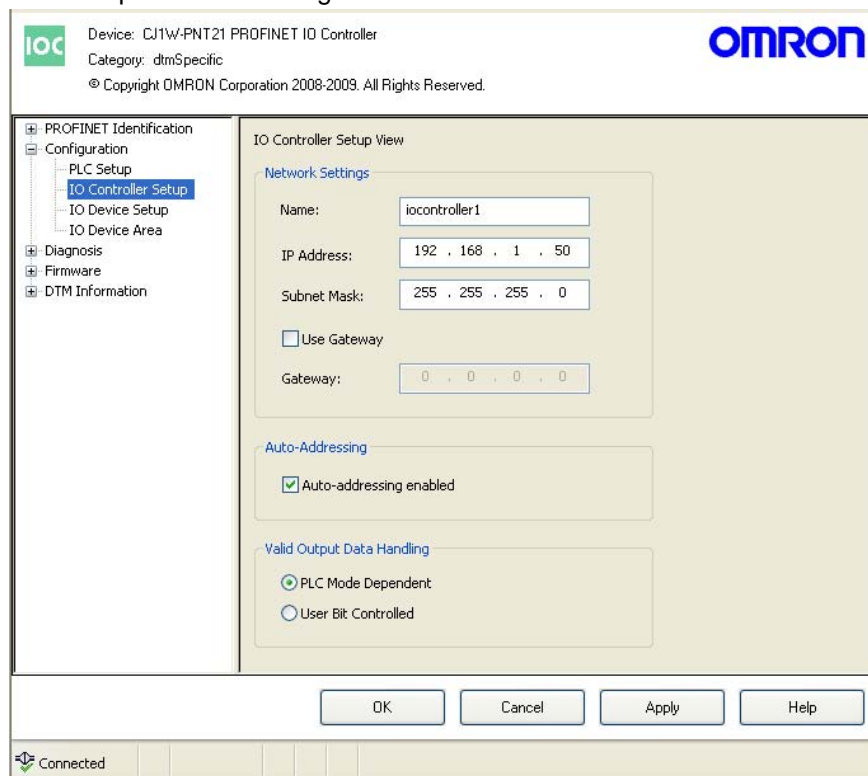 IOC
Device: CJ1W-PNT21 PROFINET IO Controller
OMRON
Category: dtmSpecific
© Copyright OMRON Corporation 2008-2009. All Rights Reserved.
PROFINET Identification
Configuration
PLC Setup
IO Controller Setup
IO Device Setup
IO Device Area
Diagnosis
Firmware
DTM Information
IO Controller Setup View
Network Settings
Name: iocontroller1
IP Address: 192 . 168 . 1 . 50
Subnet Mask: 255 . 255 . 255 . 0
Use Gateway
Gateway: 0 . 0 . 0 . 0
Auto-Addressing
Auto-addressing enabled
Valid Output Data Handling
PLC Mode Dependent
User Bit Controlled
OK Cancel Apply Help
Connected